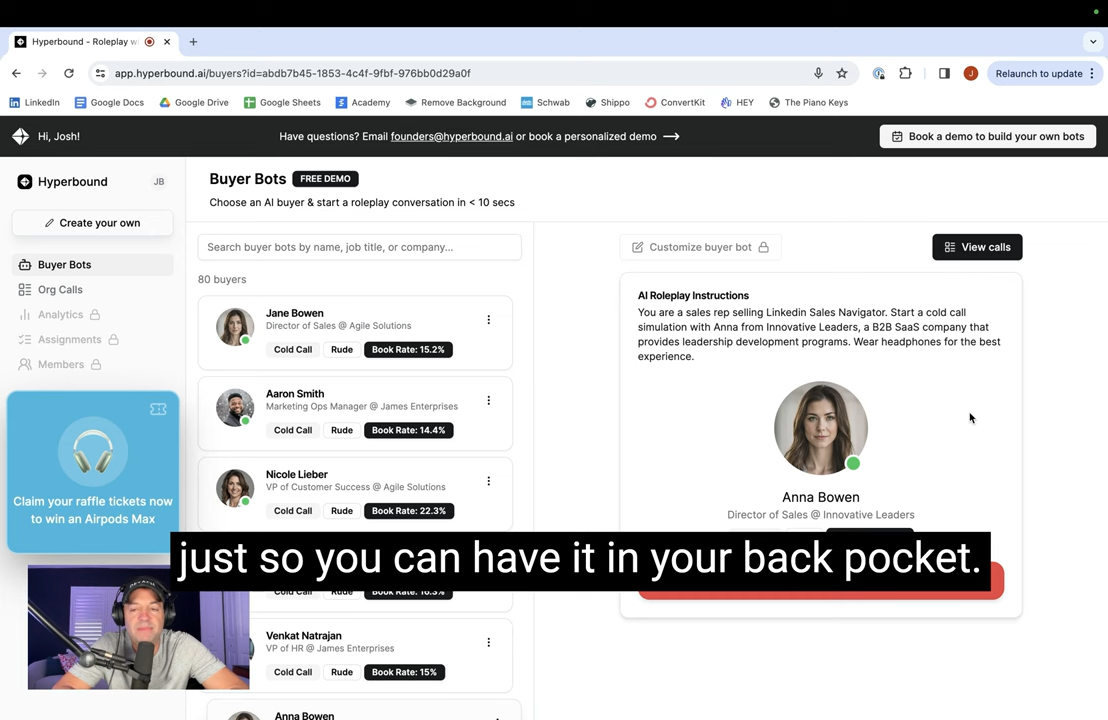 Hyperbound - Roleplay w
app.hyperbound.ai/buyers?id=abdb7b45-1853-4c4f-9fbf-976bb0d29a0f
J
Relaunch to update
LinkedIn
Google Docs
Google Drive
Google Sheets
Academy
Remove Background
Schwab
Shippo
ConvertKit
HEY
The Piano Keys
Hi, Josh!
Have questions? Email founders@hyperbound.ai or book a personalized demo
Book a demo to build your own bots
Hyperbound
JB
Create your own
Buyer Bots
Org Calls
Analytics
Assignments
Members
Claim your raffle tickets now
to win an Airpods Max
Buyer Bots
FREE DEMO
Choose an AI buyer & start a roleplay conversation in < 10 secs
Search buyer bots by name, job title, or company...
80 buyers
Jane Bowen
Director of Sales @ Agile Solutions
Cold Call
Rude
Book Rate: 15.2%
Aaron Smith
Marketing Ops Manager @ James Enterprises
Cold Call
Rude
Book Rate: 14.4%
Nicole Lieber
VP of Customer Success @ Agile Solutions
Cold Call
Rude
Book Rate: 22.3%
Venkat Natrajan
VP of HR @ James Enterprises
Cold Call
Rude
Book Rate: 15%
Anna Bowen
Customize buyer bot
View calls
AI Roleplay Instructions
You are a sales rep selling Linkedin Sales Navigator. Start a cold call
simulation with Anna from Innovative Leaders, a B2B SaaS company that
provides leadership development programs. Wear headphones for the best
experience.
Anna Bowen
Director of Sales @ Innovative Leaders
just so you can have it in your back pocket.